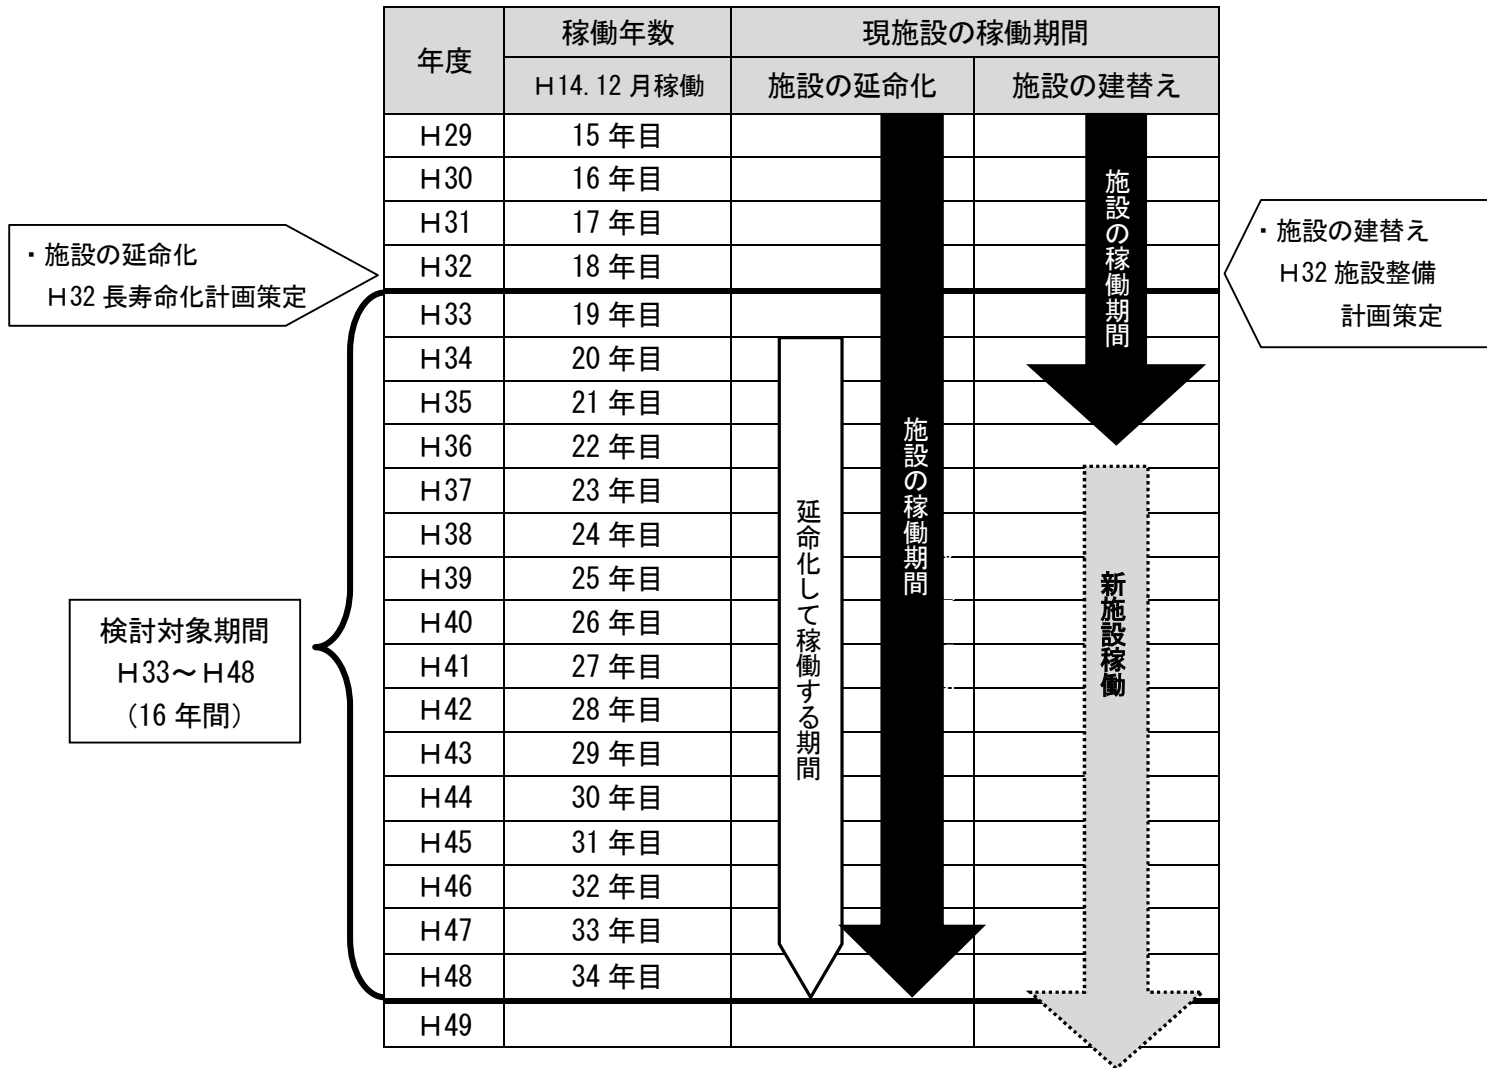 年度
稼働年数
現施設の稼働期間
H14.12月稼働
施設の延命化
施設の建替え
H29 15年目
H30 16年目
H31 17年目
H32 18年目
H33 19年目
H34 20年目
H35 21年目
H36 22年目
H37 23年目
H38 24年目
H39 25年目
H40 26年目
H41 27年目
H42 28年目
H43 29年目
H44 30年目
H45 31年目
H46 32年目
H47 33年目
H48 34年目
H49
・施設の延命化
H32長寿命化計画策定
検討対象期間
H33～H48
(16年間)
延命化して稼働する期間
施設の稼働期間
施設の稼働期間
新施設稼働
・施設の建替え
H32施設整備
計画策定